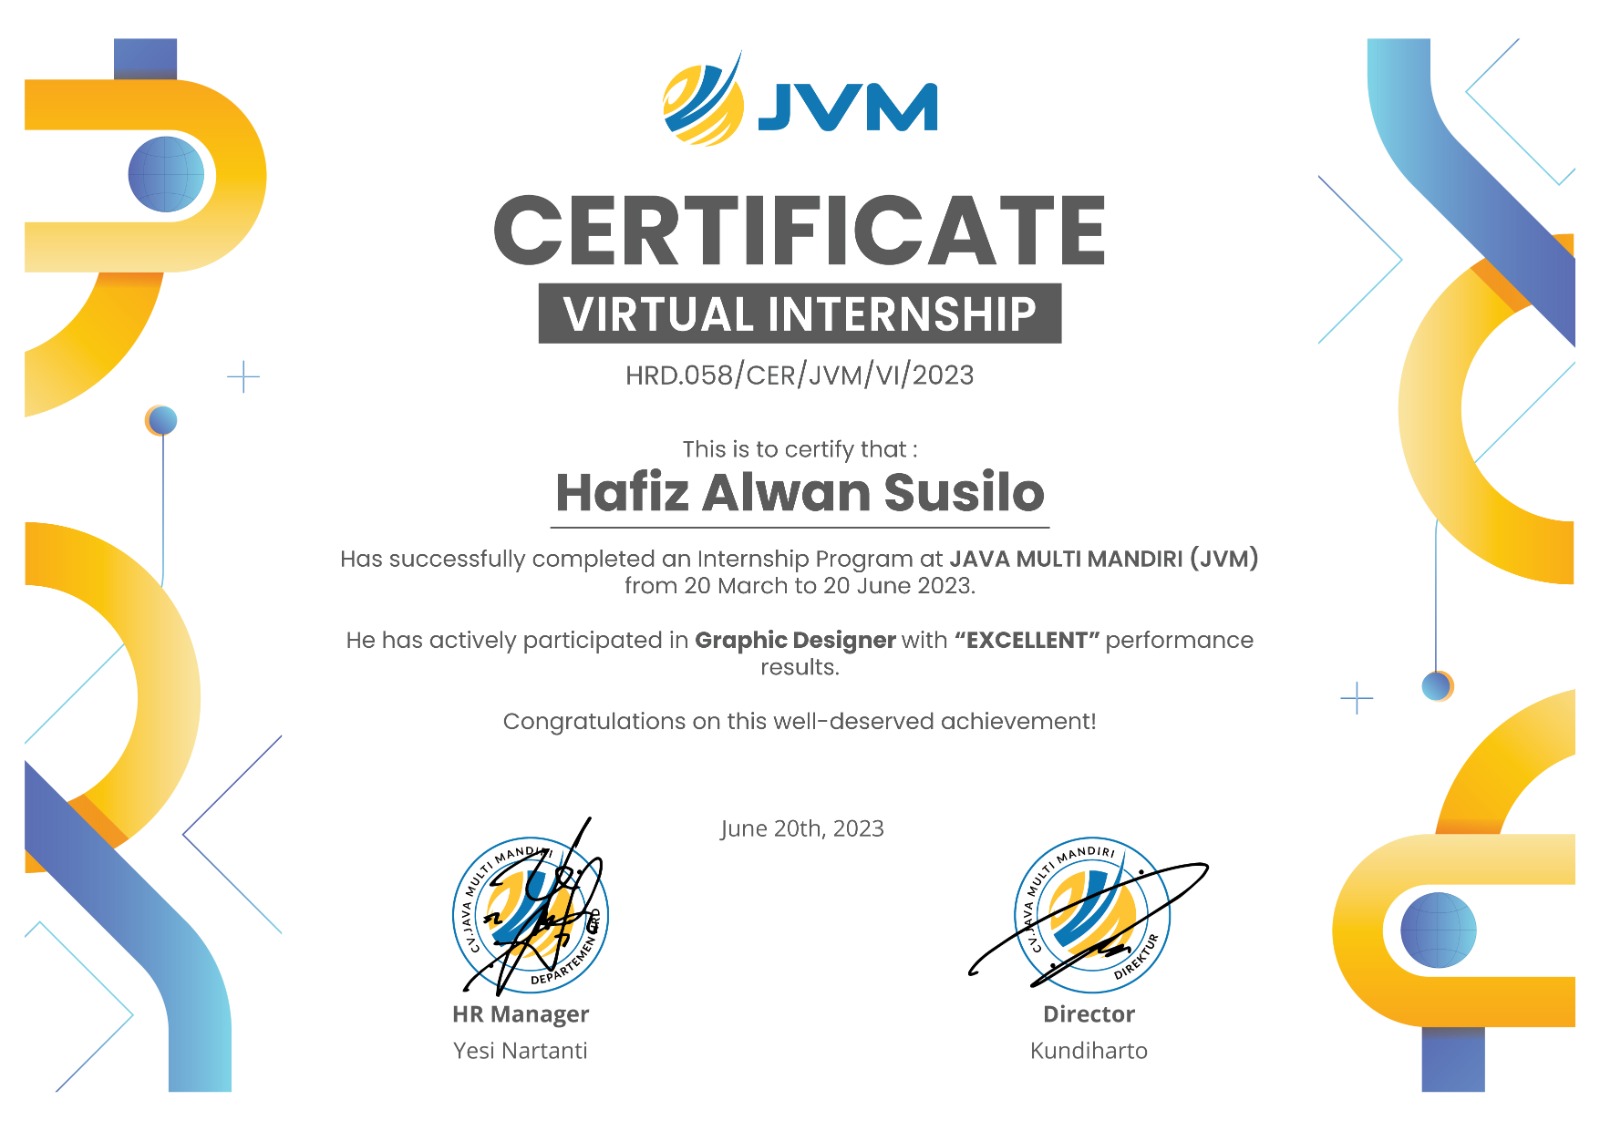 JVM
CERTIFICATE
VIRTUAL INTERNSHIP
HRD.058/CER/JVM/VI/2023
This is to certify that :
Hafiz Alwan Susilo
Has successfully completed an Internship Program at JAVA MULTI MANDIRI (JVM)
from 20 March to 20 June 2023.
He has actively participated in Graphic Designer with “EXCELLENT” performance
results.
Congratulations on this well-deserved achievement!
June 20th, 2023
CV.JAVA MULTI MANDIRI
DEPARTEMEN HRD
HR Manager
Yesi Nartanti
CV.JAVA MULTI MANDIRI
DIREKTUR
Director
Kundiharto